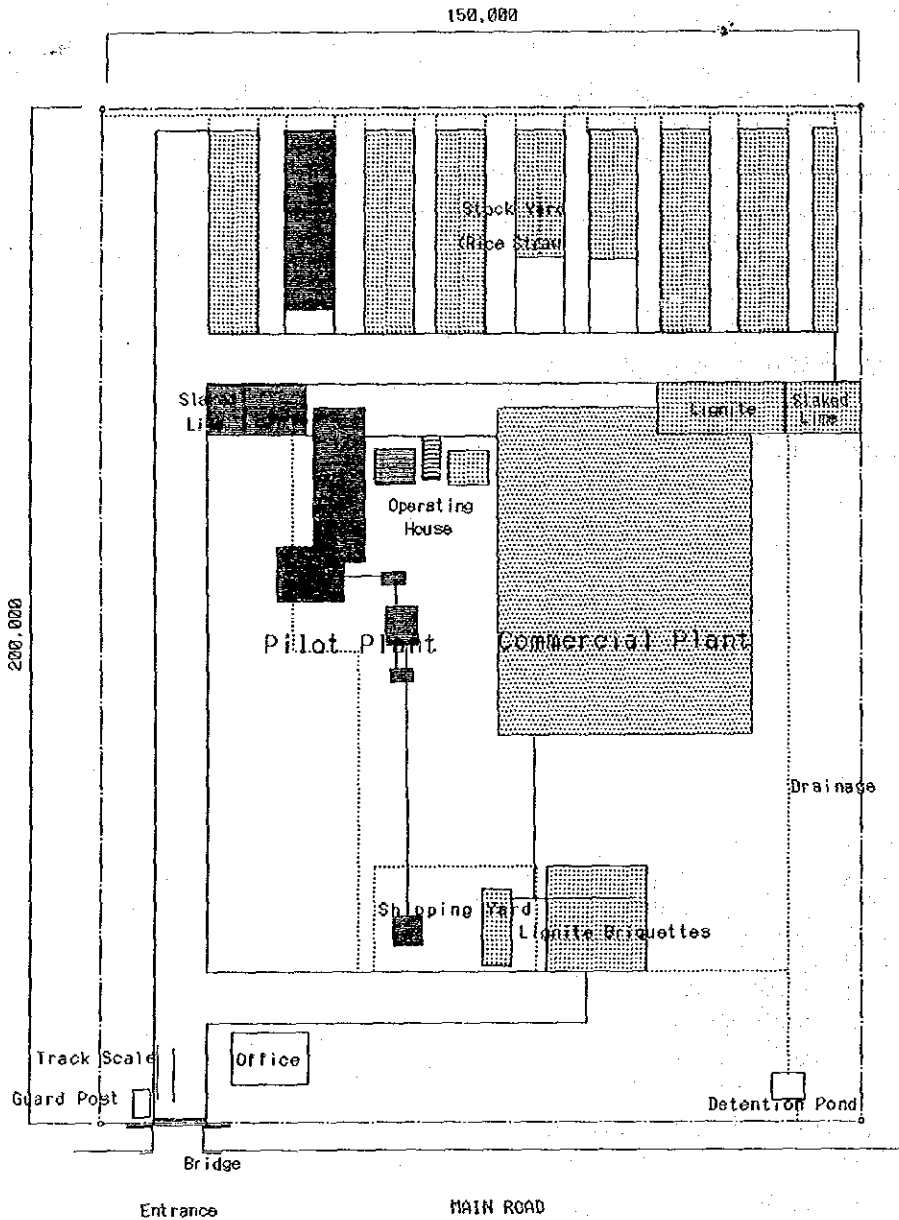 150,000
200,000
Stock Yard
(Rice Straw
Slaked
Lime
Lignite
Slaked
Lime
Operating
House
Pilot Plant
Commercial Plant
Drainage
Shipping Yard
Lignite Briquettes
Track Scale
Office
Guard Post
Detention Pond
Bridge
Entrance
MAIN ROAD